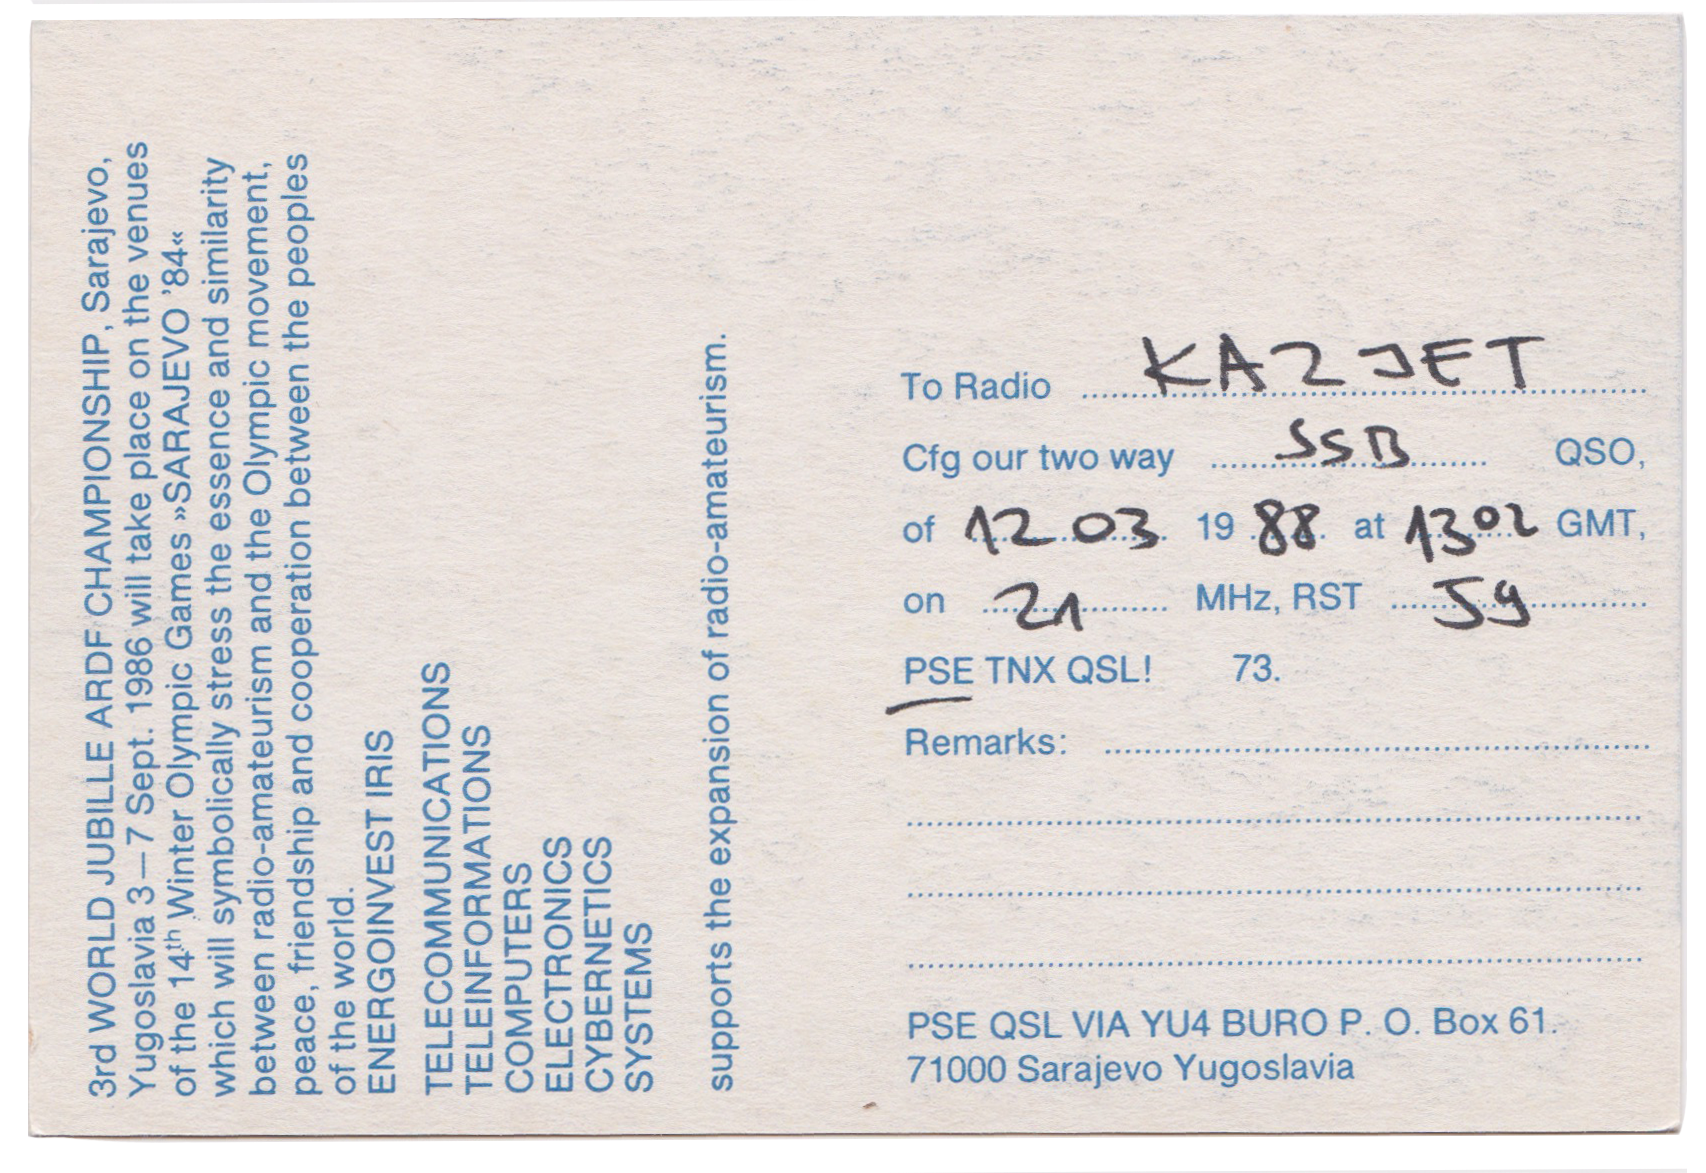 3rd WORLD JUBILLE ARDF CHAMPIONSHIP, Sarajevo,
Yugoslavia 3—7 Sept. 1986 will take place on the venues
of the 14th Winter Olympic Games »SARAJEVO '84«
which will symbolically stress the essence and similarity
between radio-amateurism and the Olympic movement,
peace, friendship and cooperation between the peoples
of the world.
ENERGOINVEST IRIS
TELECOMMUNICATIONS
TELEINFORMATIONS
COMPUTERS
ELECTRONICS
CYBERNETICS
SYSTEMS
supports the expansion of radio-amateurism.
To Radio KA2JET
Cfg our two way SSB QSO,
of 12 03 1988 at 1302 GMT,
on 21 MHz, RST 59
PSE TNX QSL! 73.
Remarks:
PSE QSL VIA YU4 BURO P. O. Box 61.
71000 Sarajevo Yugoslavia